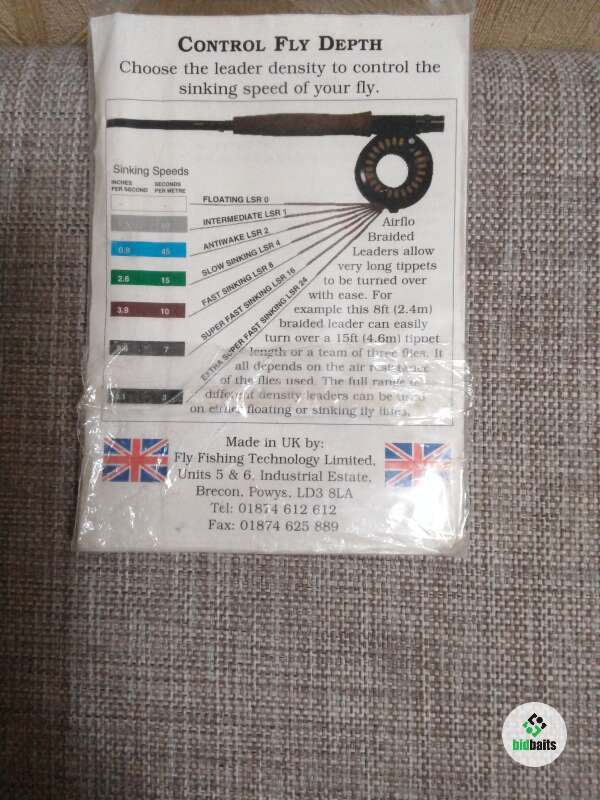 CONTROL FLY DEPTH
Choose the leader density to control the
sinking speed of your fly.
Sinking Speeds
INCHES PER SECOND
SECONDS PER METRE
FLOATING LSR 0
INTERMEDIATE LSR 1
ANTIWAKE LSR 2
0.9 45
SLOW SINKING LSR 4
2.6 15
FAST SINKING LSR 8
3.9 10
SUPER FAST SINKING LSR 16
7
EXTRA SUPER FAST SINKING LSR 24
3
Airflo
Braided
Leaders allow
very long tippets
to be turned over
with ease. For
example this 8ft (2.4m)
braided leader can easily
turn over a 15ft (4.6m) tippet
length or a team of three flies. It
all depends on the air resistance
of the flies used. The full range of
different density leaders can be used
on either floating or sinking fly lines.
Made in UK by:
Fly Fishing Technology Limited,
Units 5 & 6, Industrial Estate,
Brecon, Powys, LD3 8LA
Tel: 01874 612 612
Fax: 01874 625 889
bidbaits